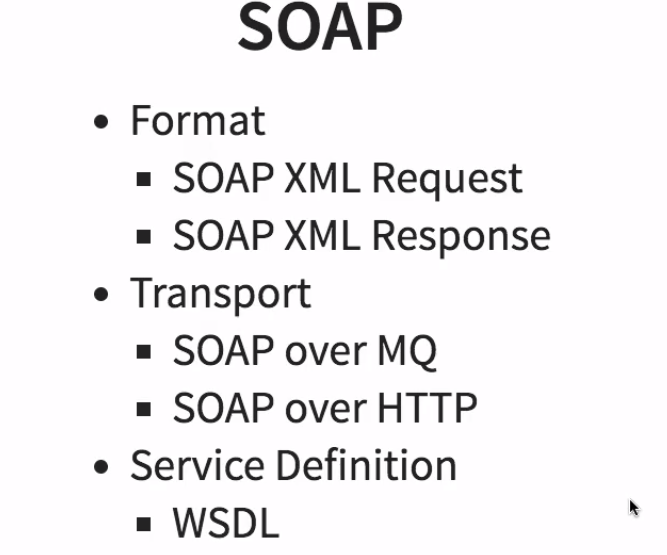 SOAP
• Format
▪ SOAP XML Request
▪ SOAP XML Response
• Transport
▪ SOAP over MQ
▪ SOAP over HTTP
• Service Definition
▪ WSDL